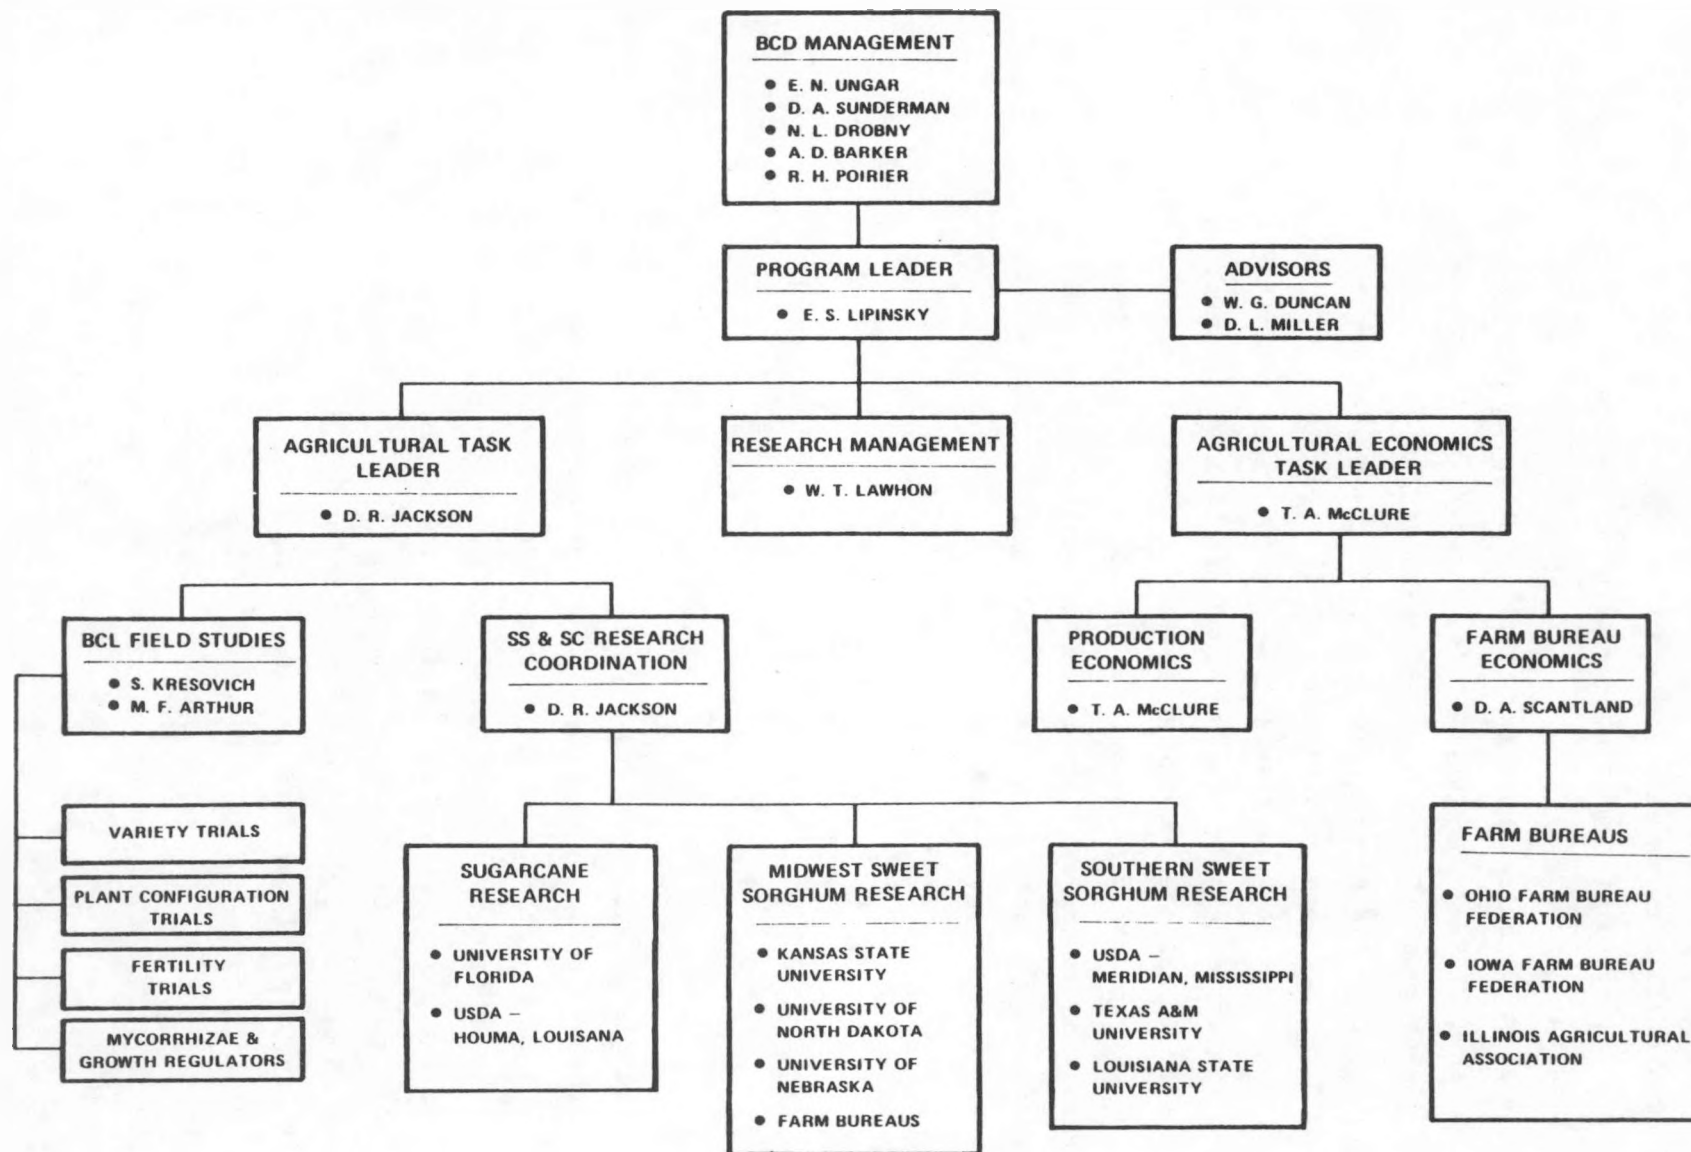 BCD MANAGEMENT
● E. N. UNGAR
● D. A. SUNDERMAN
● N. L. DROBNY
● A. D. BARKER
● R. H. POIRIER
PROGRAM LEADER
● E. S. LIPINSKY
ADVISORS
● W. G. DUNCAN
● D. L. MILLER
AGRICULTURAL TASK
LEADER
● D. R. JACKSON
RESEARCH MANAGEMENT
● W. T. LAWHON
AGRICULTURAL ECONOMICS
TASK LEADER
● T. A. McCLURE
BCL FIELD STUDIES
● S. KRESOVICH
● M. F. ARTHUR
SS & SC RESEARCH
COORDINATION
● D. R. JACKSON
PRODUCTION
ECONOMICS
● T. A. McCLURE
FARM BUREAU
ECONOMICS
● D. A. SCANTLAND
VARIETY TRIALS
PLANT CONFIGURATION
TRIALS
FERTILITY
TRIALS
MYCORRHIZAE &
GROWTH REGULATORS
SUGARCANE
RESEARCH
● UNIVERSITY OF
FLORIDA
● USDA –
HOUMA, LOUISANA
MIDWEST SWEET
SORGHUM RESEARCH
● KANSAS STATE
UNIVERSITY
● UNIVERSITY OF
NORTH DAKOTA
● UNIVERSITY OF
NEBRASKA
● FARM BUREAUS
SOUTHERN SWEET
SORGHUM RESEARCH
● USDA –
MERIDIAN, MISSISSIPPI
● TEXAS A&M
UNIVERSITY
● LOUISIANA STATE
UNIVERSITY
FARM BUREAUS
● OHIO FARM BUREAU
FEDERATION
● IOWA FARM BUREAU
FEDERATION
● ILLINOIS AGRICULTURAL
ASSOCIATION